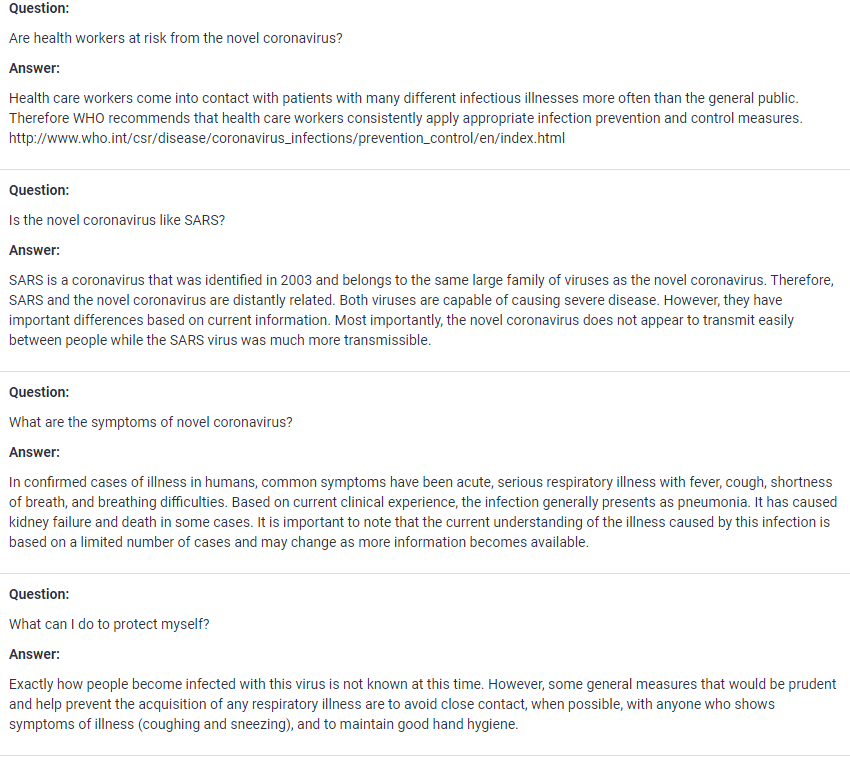 Question:
Are health workers at risk from the novel coronavirus?
Answer:
Health care workers come into contact with patients with many different infectious illnesses more often than the general public.
Therefore WHO recommends that health care workers consistently apply appropriate infection prevention and control measures.
http://www.who.int/csr/disease/coronavirus_infections/prevention_control/en/index.html
Question:
Is the novel coronavirus like SARS?
Answer:
SARS is a coronavirus that was identified in 2003 and belongs to the same large family of viruses as the novel coronavirus. Therefore,
SARS and the novel coronavirus are distantly related. Both viruses are capable of causing severe disease. However, they have
important differences based on current information. Most importantly, the novel coronavirus does not appear to transmit easily
between people while the SARS virus was much more transmissible.
Question:
What are the symptoms of novel coronavirus?
Answer:
In confirmed cases of illness in humans, common symptoms have been acute, serious respiratory illness with fever, cough, shortness
of breath, and breathing difficulties. Based on current clinical experience, the infection generally presents as pneumonia. It has caused
kidney failure and death in some cases. It is important to note that the current understanding of the illness caused by this infection is
based on a limited number of cases and may change as more information becomes available.
Question:
What can I do to protect myself?
Answer:
Exactly how people become infected with this virus is not known at this time. However, some general measures that would be prudent
and help prevent the acquisition of any respiratory illness are to avoid close contact, when possible, with anyone who shows
symptoms of illness (coughing and sneezing), and to maintain good hand hygiene.